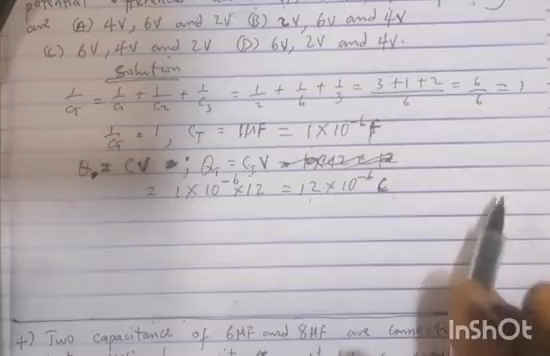 potential differences
are (A) 4V, 6V and 2V (B) 2V, 6V and 4V
(C) 6V, 4V and 2V (D) 6V, 2V and 4V.
Solution
1/CT = 1/C1 + 1/C2 + 1/C3 = 1/2 + 1/6 + 1/3 = 3+1+2/6 = 6/6 = 1
1/CT = 1, CT = 1μF = 1×10^-6 F
Q = CV ; QT = CTV
= 1×10^-6 ×12 = 12×10^-6 C
4) Two capacitance of 6μF and 8μF are
InShOt